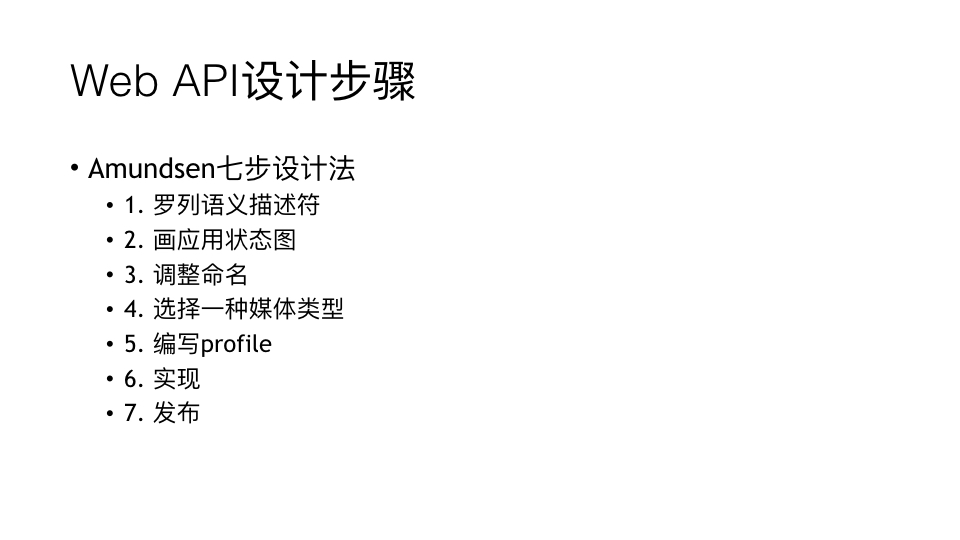 Web API设计步骤
• Amundsen七步设计法
• 1. 罗列语义描述符
• 2. 画应用状态图
• 3. 调整命名
• 4. 选择一种媒体类型
• 5. 编写profile
• 6. 实现
• 7. 发布